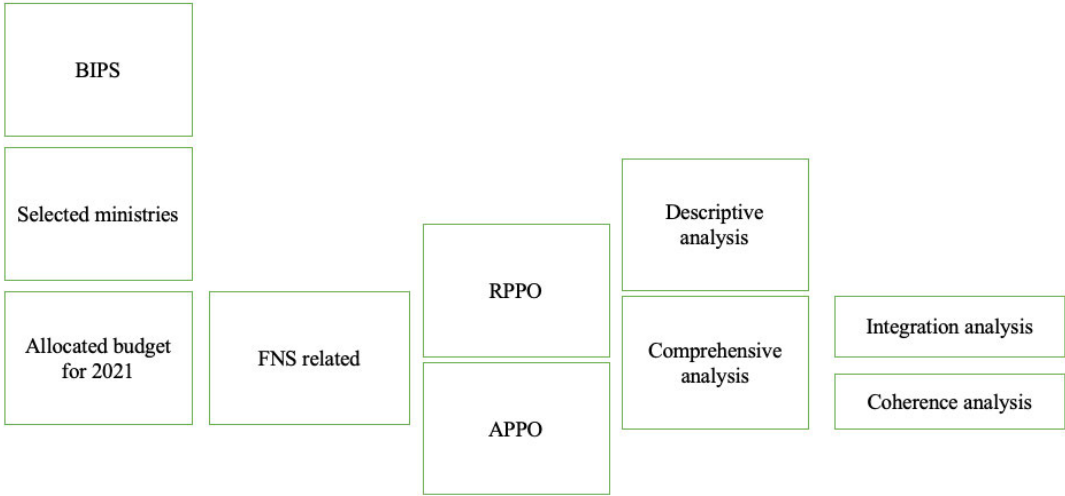 BIPS
Selected ministries
Allocated budget
for 2021
FNS related
RPPO
APPO
Descriptive
analysis
Comprehensive
analysis
Integration analysis
Coherence analysis